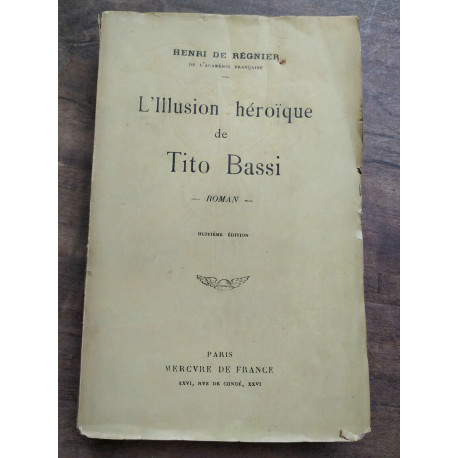 HENRI DE RÉGNIER
DE L'ACADÉMIE FRANÇAISE
L'Illusion héroïque
de
Tito Bassi
— ROMAN —
HUITIÈME ÉDITION
PARIS
MERCVRE DE FRANCE
XXVI, RVE DE CONDÉ, XXVI